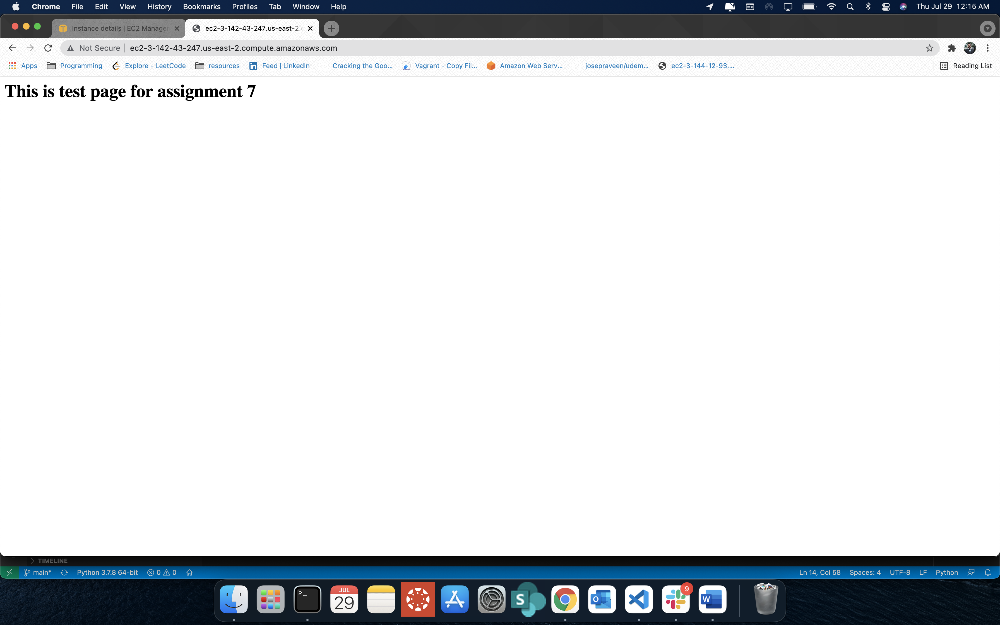 Chrome File Edit View History Bookmarks Profiles Tab Window Help Thu Jul 29 12:15 AM
Instance details | EC2 Manage ec2-3-142-43-247.us-east-2.
Not Secure ec2-3-142-43-247.us-east-2.compute.amazonaws.com
Apps Programming Explore - LeetCode resources Feed | LinkedIn Cracking the Goo... Vagrant - Copy Fil... Amazon Web Serv... josepraveen/udem... ec2-3-144-12-93.... Reading List
This is test page for assignment 7
TIMELINE
main* Python 3.7.8 64-bit 0 0 Ln 14, Col 58 Spaces: 4 UTF-8 LF Python
>_ JUL 9
29 S O W